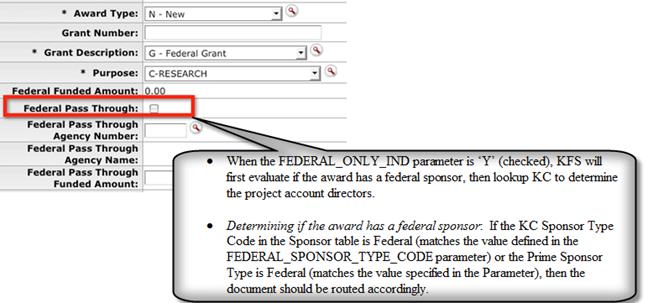 * Award Type: N - New
Grant Number:
* Grant Description: G - Federal Grant
* Purpose: C-RESEARCH
Federal Funded Amount: 0.00
Federal Pass Through:
Federal Pass Through
Agency Number:
Federal Pass Through
Agency Name:
Federal Pass Through
Funded Amount:
• When the FEDERAL_ONLY_IND parameter is ‘Y’ (checked), KFS will
first evaluate if the award has a federal sponsor, then lookup KC to determine
the project account directors.
• Determining if the award has a federal sponsor: If the KC Sponsor Type
Code in the Sponsor table is Federal (matches the value defined in the
FEDERAL_SPONSOR_TYPE_CODE parameter) or the Prime Sponsor
Type is Federal (matches the value specified in the Parameter), then the
document should be routed accordingly.